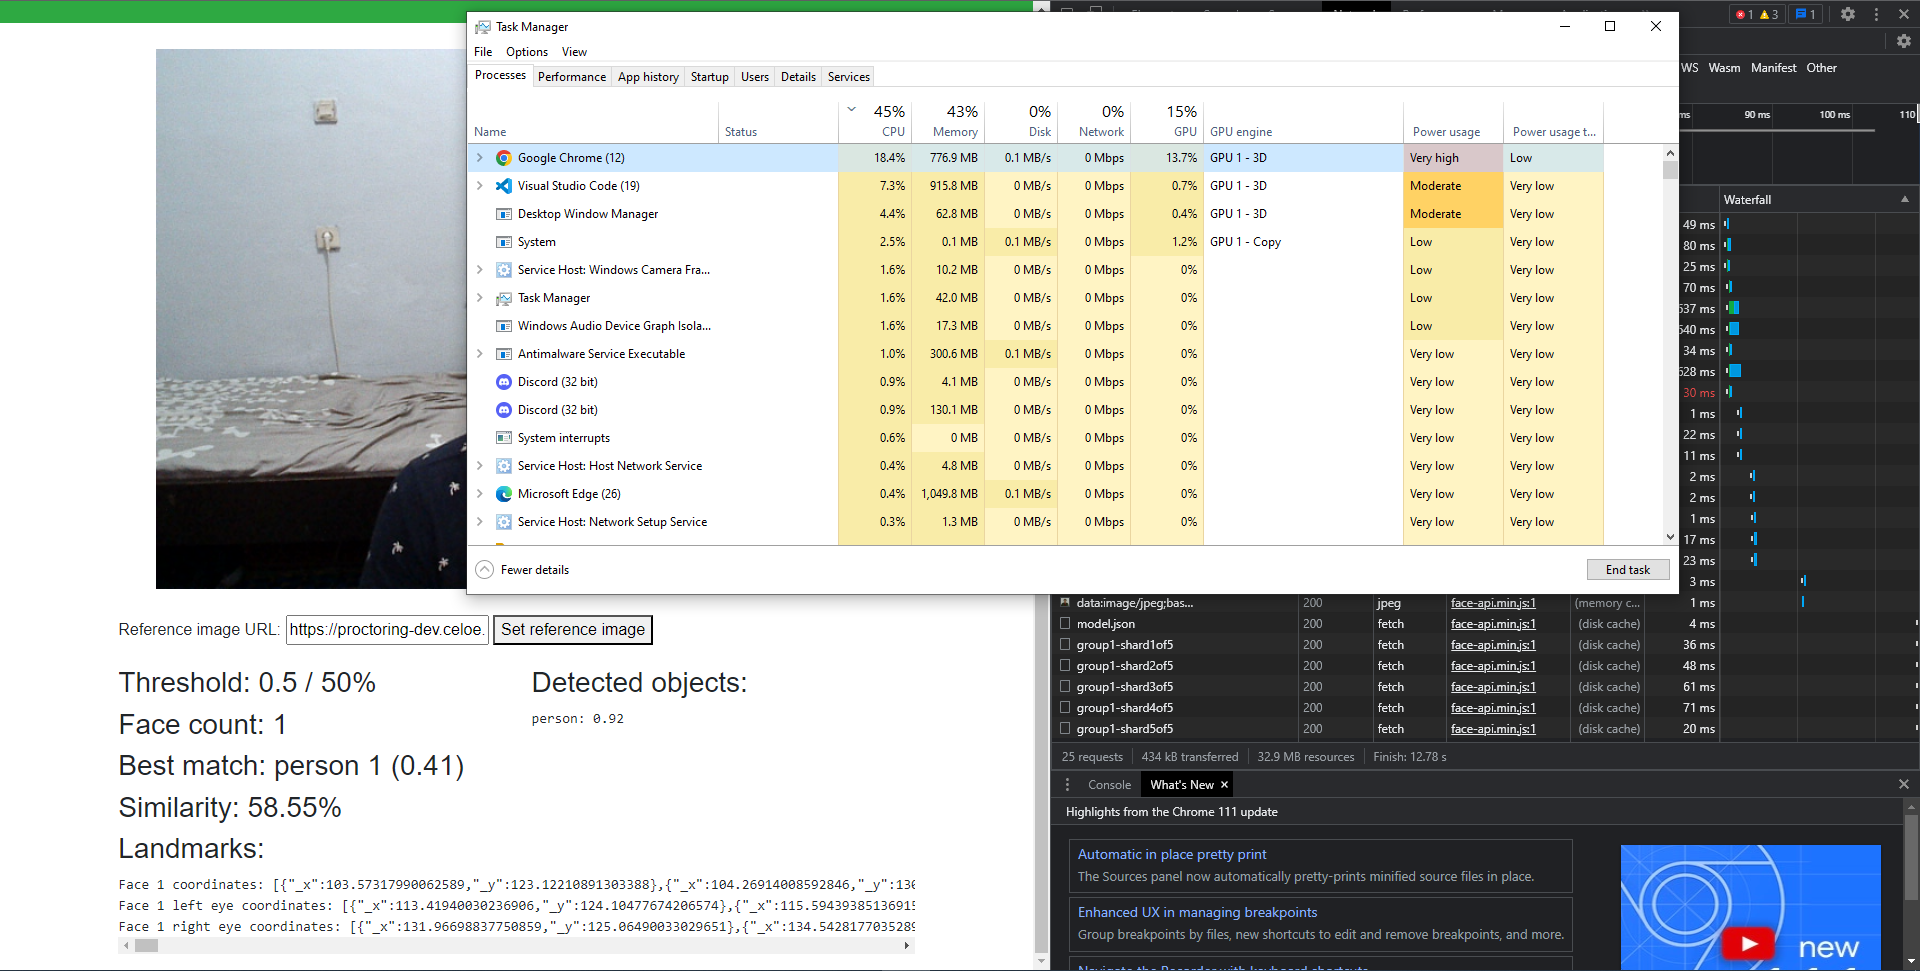 Task Manager
File Options View
Processes Performance App history Startup Users Details Services
45% 43% 0% 0% 15%
Name Status CPU Memory Disk Network GPU GPU engine Power usage Power usage t...
Google Chrome (12) 18.4% 776.9 MB 0.1 MB/s 0 Mbps 13.7% GPU 1 - 3D Very high Low
Visual Studio Code (19) 7.3% 915.8 MB 0 MB/s 0 Mbps 0.7% GPU 1 - 3D Moderate Very low
Desktop Window Manager 4.4% 62.8 MB 0 MB/s 0 Mbps 0.4% GPU 1 - 3D Moderate Very low
System 2.5% 0.1 MB 0.1 MB/s 0 Mbps 1.2% GPU 1 - Copy Low Very low
Service Host: Windows Camera Fra... 1.6% 10.2 MB 0 MB/s 0 Mbps 0% Low Very low
Task Manager 1.6% 42.0 MB 0 MB/s 0 Mbps 0% Low Very low
Windows Audio Device Graph Isola... 1.6% 17.3 MB 0 MB/s 0 Mbps 0% Low Very low
Antimalware Service Executable 1.0% 300.6 MB 0.1 MB/s 0 Mbps 0% Very low Very low
Discord (32 bit) 0.9% 4.1 MB 0 MB/s 0 Mbps 0% Very low Very low
Discord (32 bit) 0.9% 130.1 MB 0 MB/s 0 Mbps 0% Very low Very low
System interrupts 0.6% 0 MB 0 MB/s 0 Mbps 0% Very low Very low
Service Host: Host Network Service 0.4% 4.8 MB 0 MB/s 0 Mbps 0% Very low Very low
Microsoft Edge (26) 0.4% 1,049.8 MB 0.1 MB/s 0 Mbps 0% Very low Very low
Service Host: Network Setup Service 0.3% 1.3 MB 0 MB/s 0 Mbps 0% Very low Very low
Fewer details End task
1 3 1
WS Wasm Manifest Other
ms 90 ms 100 ms 110
Waterfall
49 ms
80 ms
25 ms
70 ms
537 ms
540 ms
34 ms
528 ms
30 ms
1 ms
22 ms
11 ms
2 ms
2 ms
1 ms
17 ms
23 ms
3 ms
data:image/jpeg;bas... 200 jpeg face-api.min.js:1 (memory c... 1 ms
model.json 200 fetch face-api.min.js:1 (disk cache) 4 ms
group1-shard1of5 200 fetch face-api.min.js:1 (disk cache) 36 ms
group1-shard2of5 200 fetch face-api.min.js:1 (disk cache) 48 ms
group1-shard3of5 200 fetch face-api.min.js:1 (disk cache) 61 ms
group1-shard4of5 200 fetch face-api.min.js:1 (disk cache) 71 ms
group1-shard5of5 200 fetch face-api.min.js:1 (disk cache) 20 ms
25 requests 434 kB transferred 32.9 MB resources Finish: 12.78 s
Console What's New
Highlights from the Chrome 111 update
Automatic in place pretty print
The Sources panel now automatically pretty-prints minified source files in place.
Enhanced UX in managing breakpoints
Group breakpoints by files, new shortcuts to edit and remove breakpoints, and more.
new
Reference image URL: https://proctoring-dev.celoe. Set reference image
Threshold: 0.5 / 50%
Face count: 1
Best match: person 1 (0.41)
Similarity: 58.55%
Landmarks:
Face 1 coordinates: [{"_x":103.57317990062589,"_y":123.12210891303388},{"_x":104.26914008592846,"_y":130
Face 1 left eye coordinates: [{"_x":113.41940030236906,"_y":124.10477674206574},{"_x":115.59439385136915
Face 1 right eye coordinates: [{"_x":131.96698837750859,"_y":125.06490033029651},{"_x":134.5428177035289
Detected objects:
person: 0.92